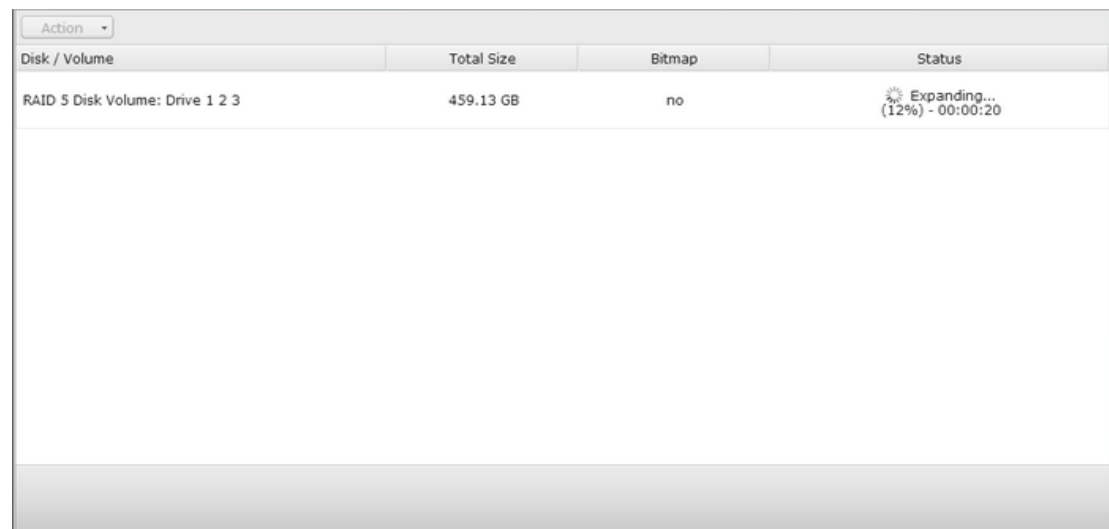 Action
Disk / Volume Total Size Bitmap Status
RAID 5 Disk Volume: Drive 1 2 3 459.13 GB no Expanding...
(12%) - 00:00:20